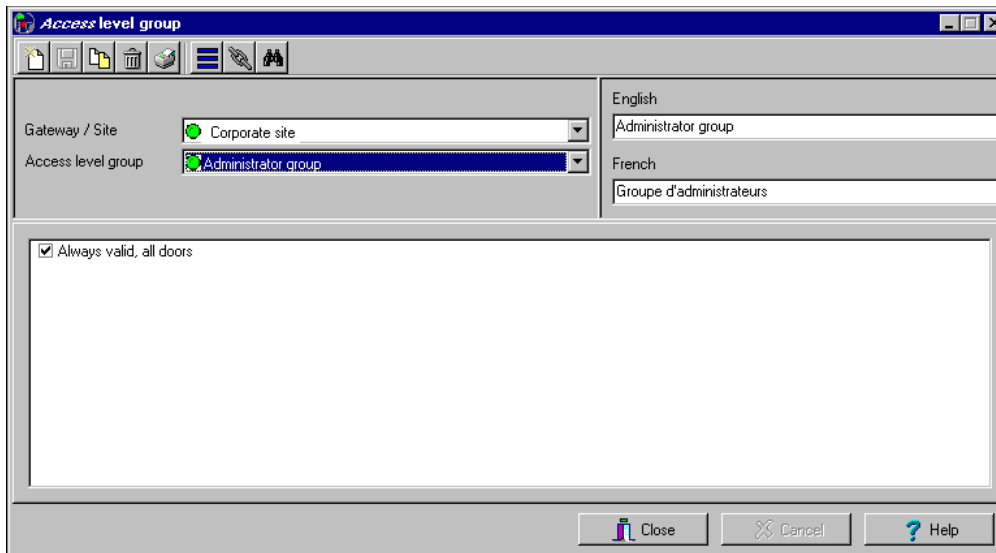 Access level group
English
Gateway / Site
Corporate site
Administrator group
Access level group
Administrator group
French
Groupe d'administrateurs
Always valid, all doors
Close
Cancel
? Help